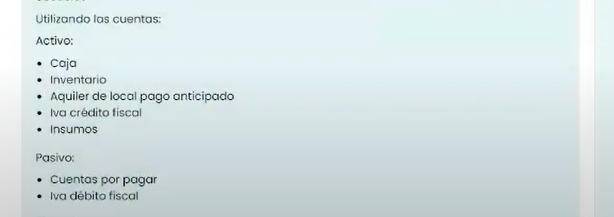 Utilizando las cuentas:
Activo:
• Caja
• Inventario
• Aquiler de local pago anticipado
• Iva crédito fiscal
• Insumos
Pasivo:
• Cuentas por pagar
• Iva débito fiscal